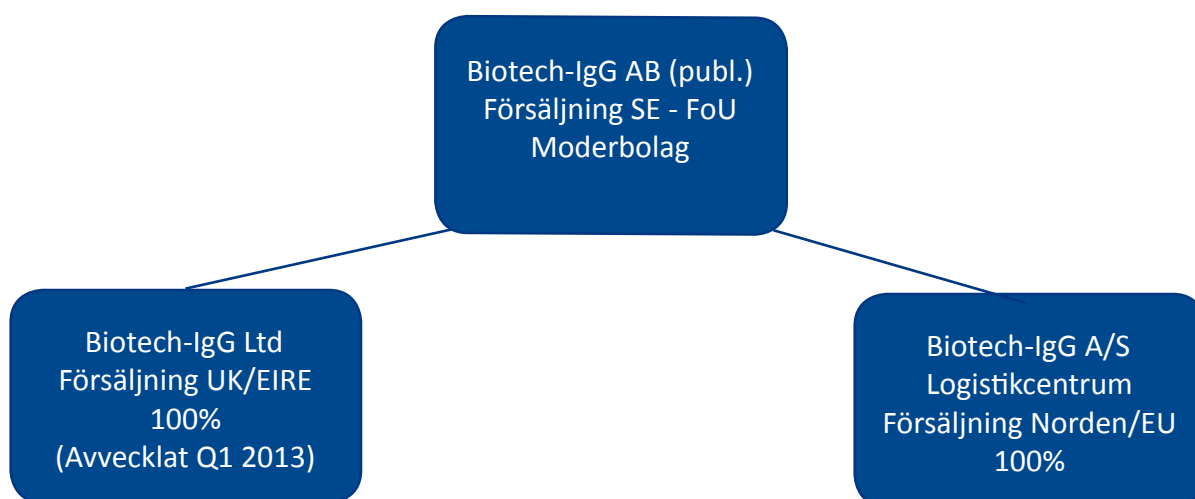 Biotech-IgG AB (publ.)
Försäljning SE - FoU
Moderbolag
Biotech-IgG Ltd
Försäljning UK/EIRE
100%
(Avvecklat Q1 2013)
Biotech-IgG A/S
Logistikcentrum
Försäljning Norden/EU
100%